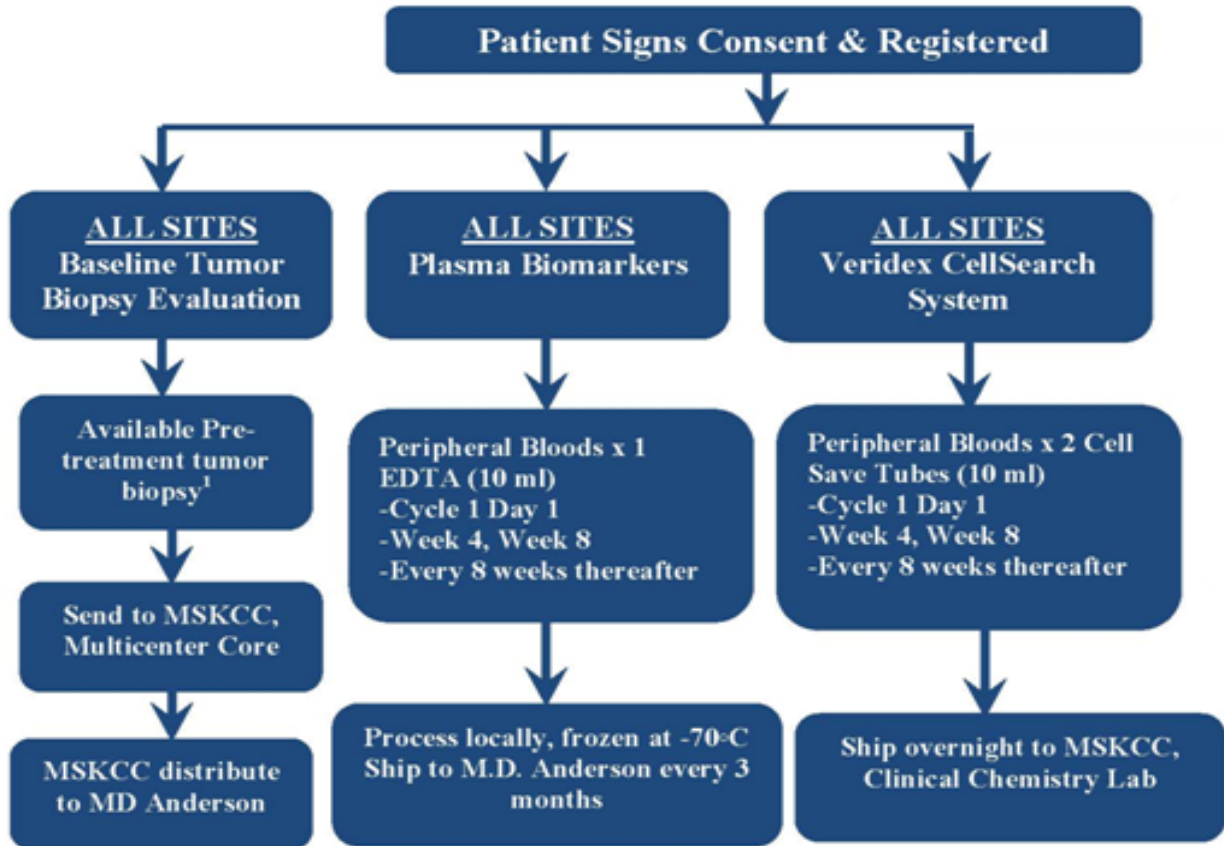 Patient Signs Consent & Registered
ALL SITES
Baseline Tumor
Biopsy Evaluation
Available Pre-
treatment tumor
biopsy¹
Send to MSKCC,
Multicenter Core
MSKCC distribute
to MD Anderson
ALL SITES
Plasma Biomarkers
Peripheral Bloods x 1
EDTA (10 ml)
-Cycle 1 Day 1
-Week 4, Week 8
-Every 8 weeks thereafter
Process locally, frozen at -70◦C
Ship to M.D. Anderson every 3
months
ALL SITES
Veridex CellSearch
System
Peripheral Bloods x 2 Cell
Save Tubes (10 ml)
-Cycle 1 Day 1
-Week 4, Week 8
-Every 8 weeks thereafter
Ship overnight to MSKCC,
Clinical Chemistry Lab